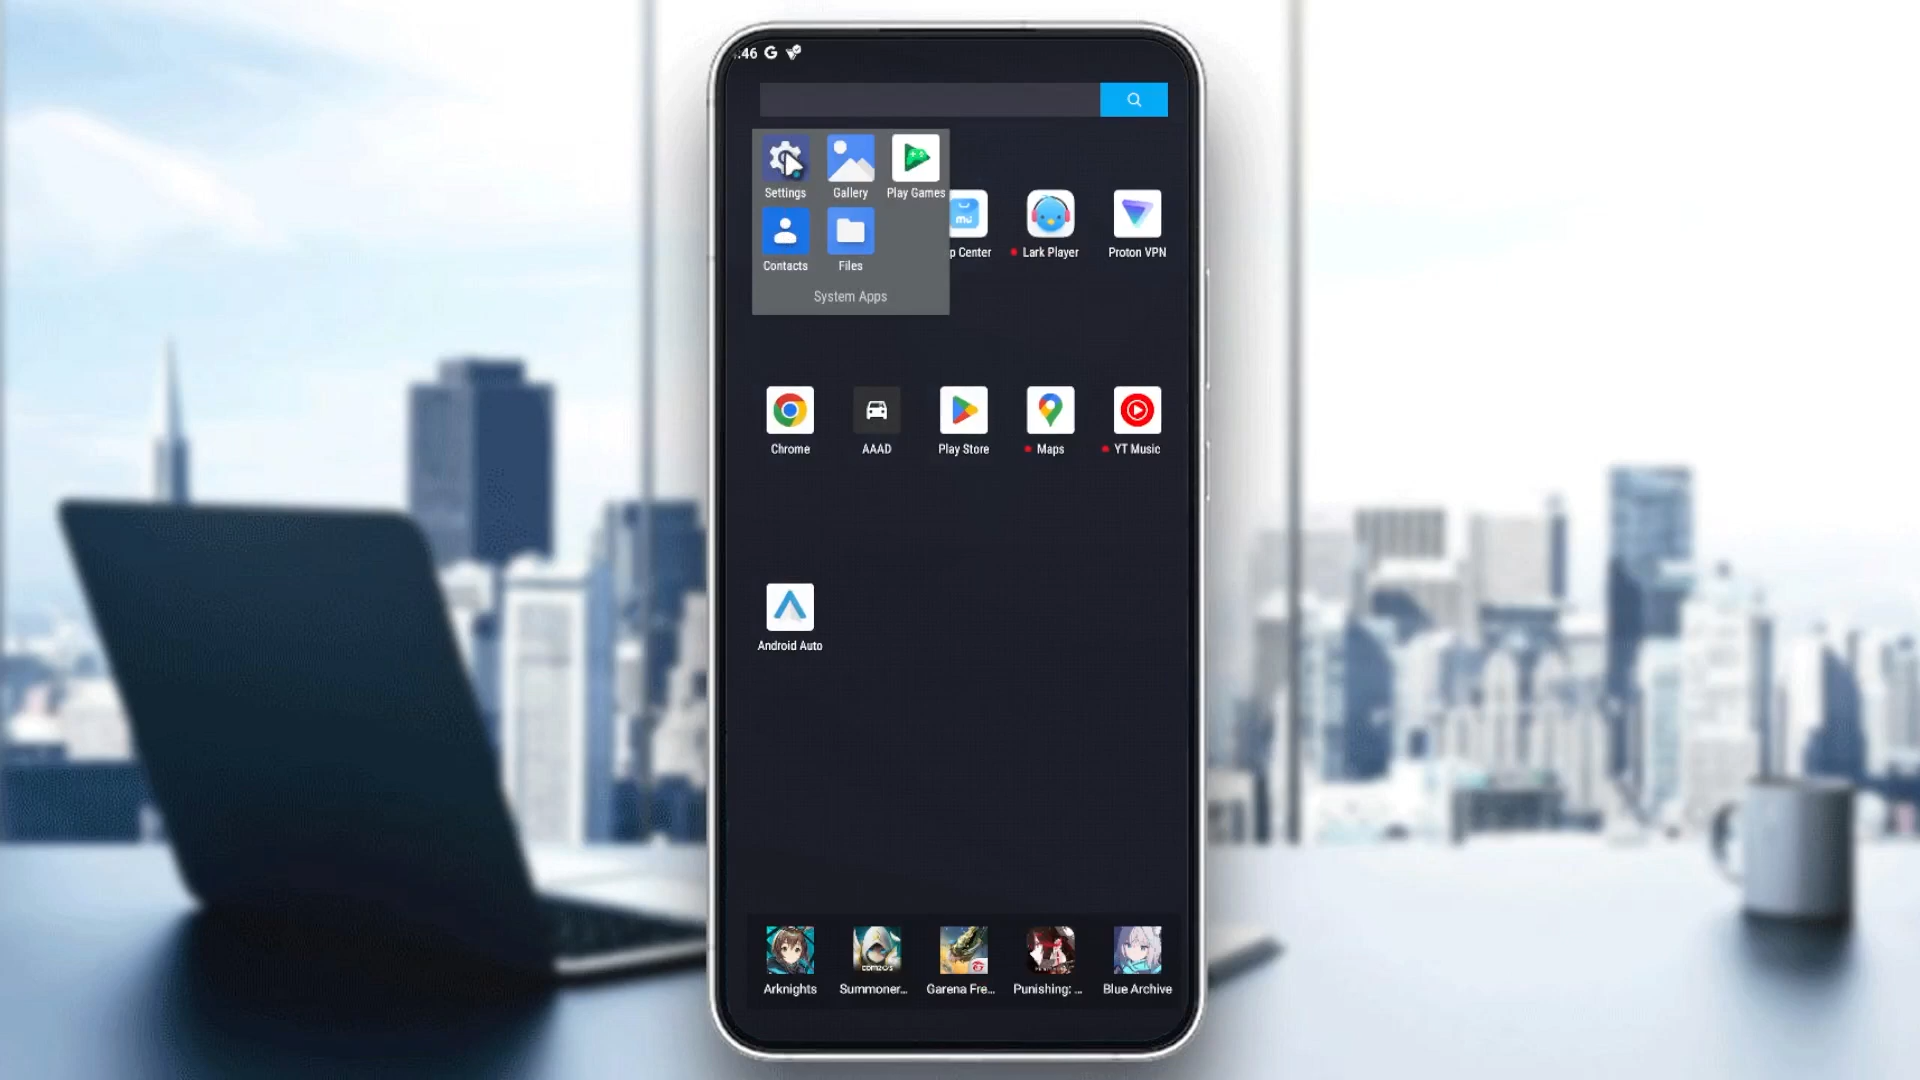 :46 G
Settings Gallery Play Games
Contacts Files
System Apps
p Center Lark Player Proton VPN
Chrome AAAD Play Store Maps YT Music
Android Auto
COM2US
Arknights Summoner... Garena Fre... Punishing: ... Blue Archive